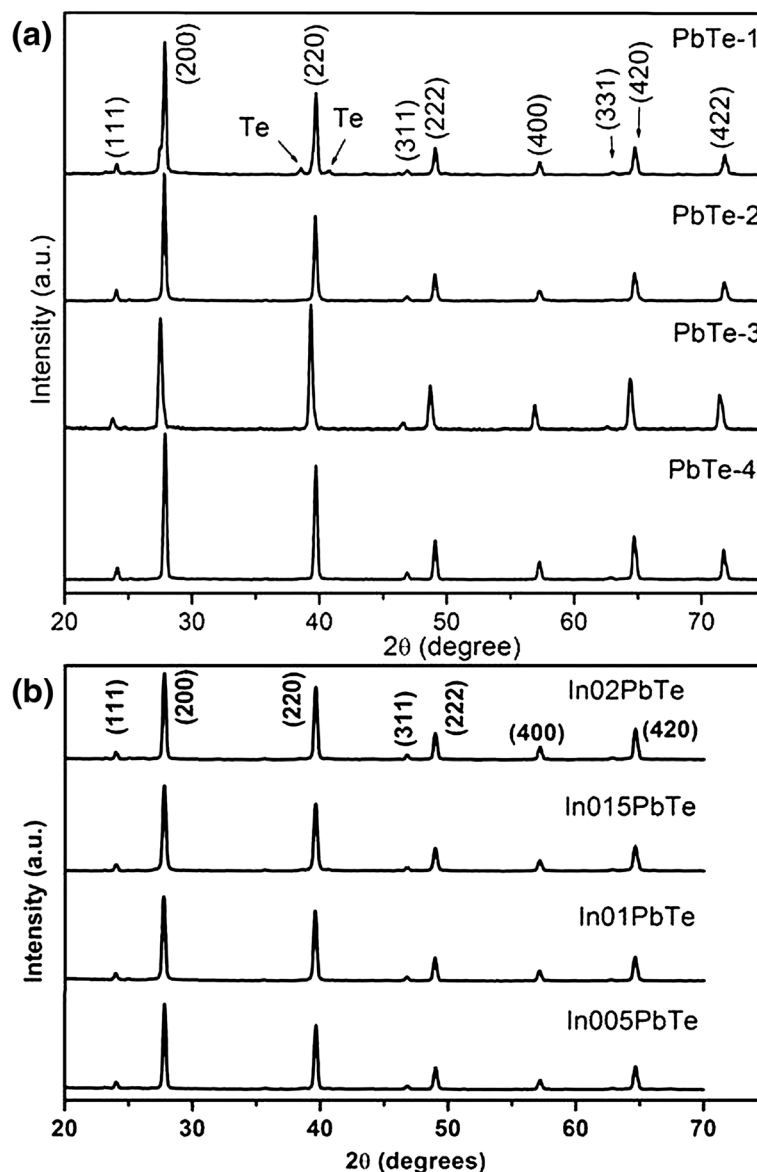 (a)
PbTe-1
(111)
(200)
Te
(220)
Te
(311)
(222)
(400)
(331)
(420)
(422)
PbTe-2
PbTe-3
PbTe-4
Intensity (a.u.)
20 30 40 50 60 70
2θ (degree)
(b)
In02PbTe
(111)
(200)
(220)
(311)
(222)
(400)
(420)
In015PbTe
In01PbTe
In005PbTe
Intensity (a.u.)
20 30 40 50 60 70
2θ (degrees)